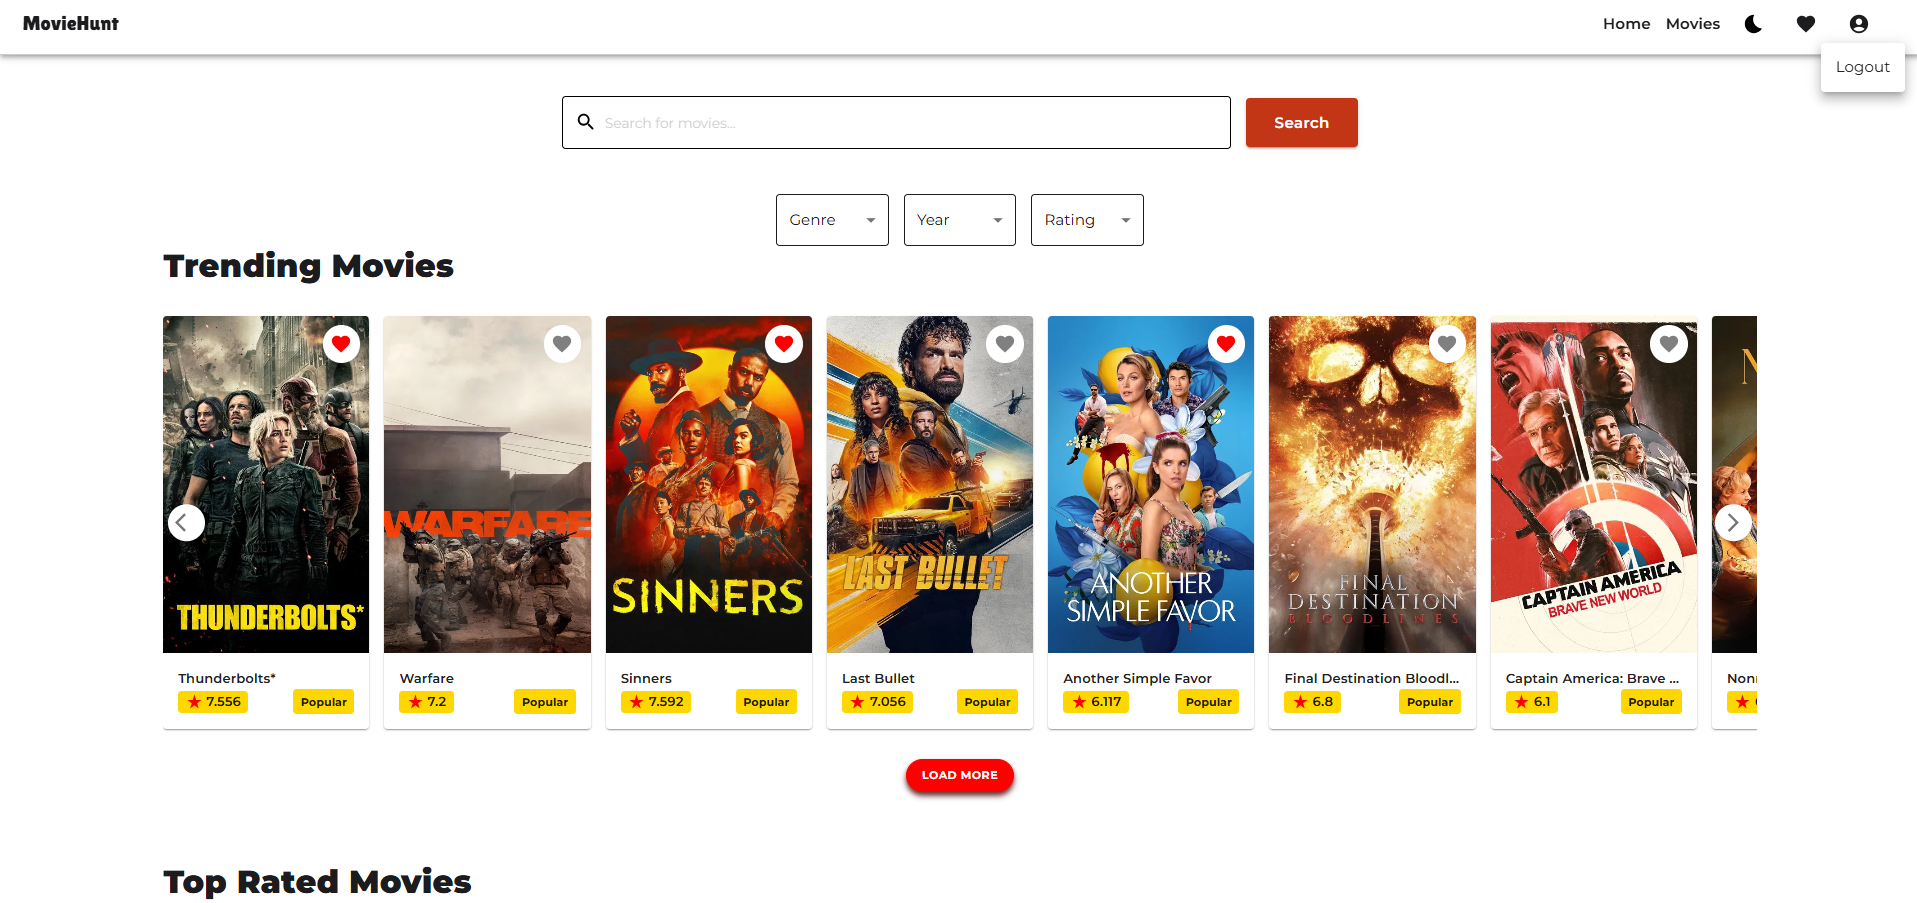 MovieHunt
Home Movies
Logout
Search for movies...
Search
Genre Year Rating
Trending Movies
THUNDERBOLTS*
WARFARE
SINNERS
LAST BULLET
ANOTHER
SIMPLE FAVOR
FINAL
DESTINATION
BLOODLINES
CAPTAIN AMERICA
BRAVE NEW WORLD
N
Thunderbolts*
7.556 Popular
Warfare
7.2 Popular
Sinners
7.592 Popular
Last Bullet
7.056 Popular
Another Simple Favor
6.117 Popular
Final Destination Bloodl...
6.8 Popular
Captain America: Brave ...
6.1 Popular
LOAD MORE
Top Rated Movies